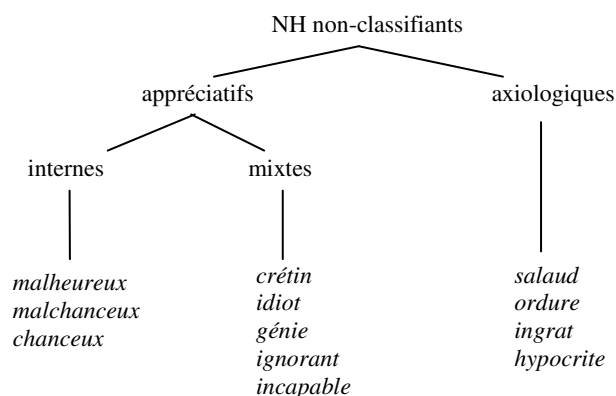 NH non-classifiants
appréciatifs
axiologiques
internes
mixtes
malheureux
malchanceux
chanceux
crétin
idiot
génie
ignorant
incapable
salaud
ordure
ingrat
hypocrite